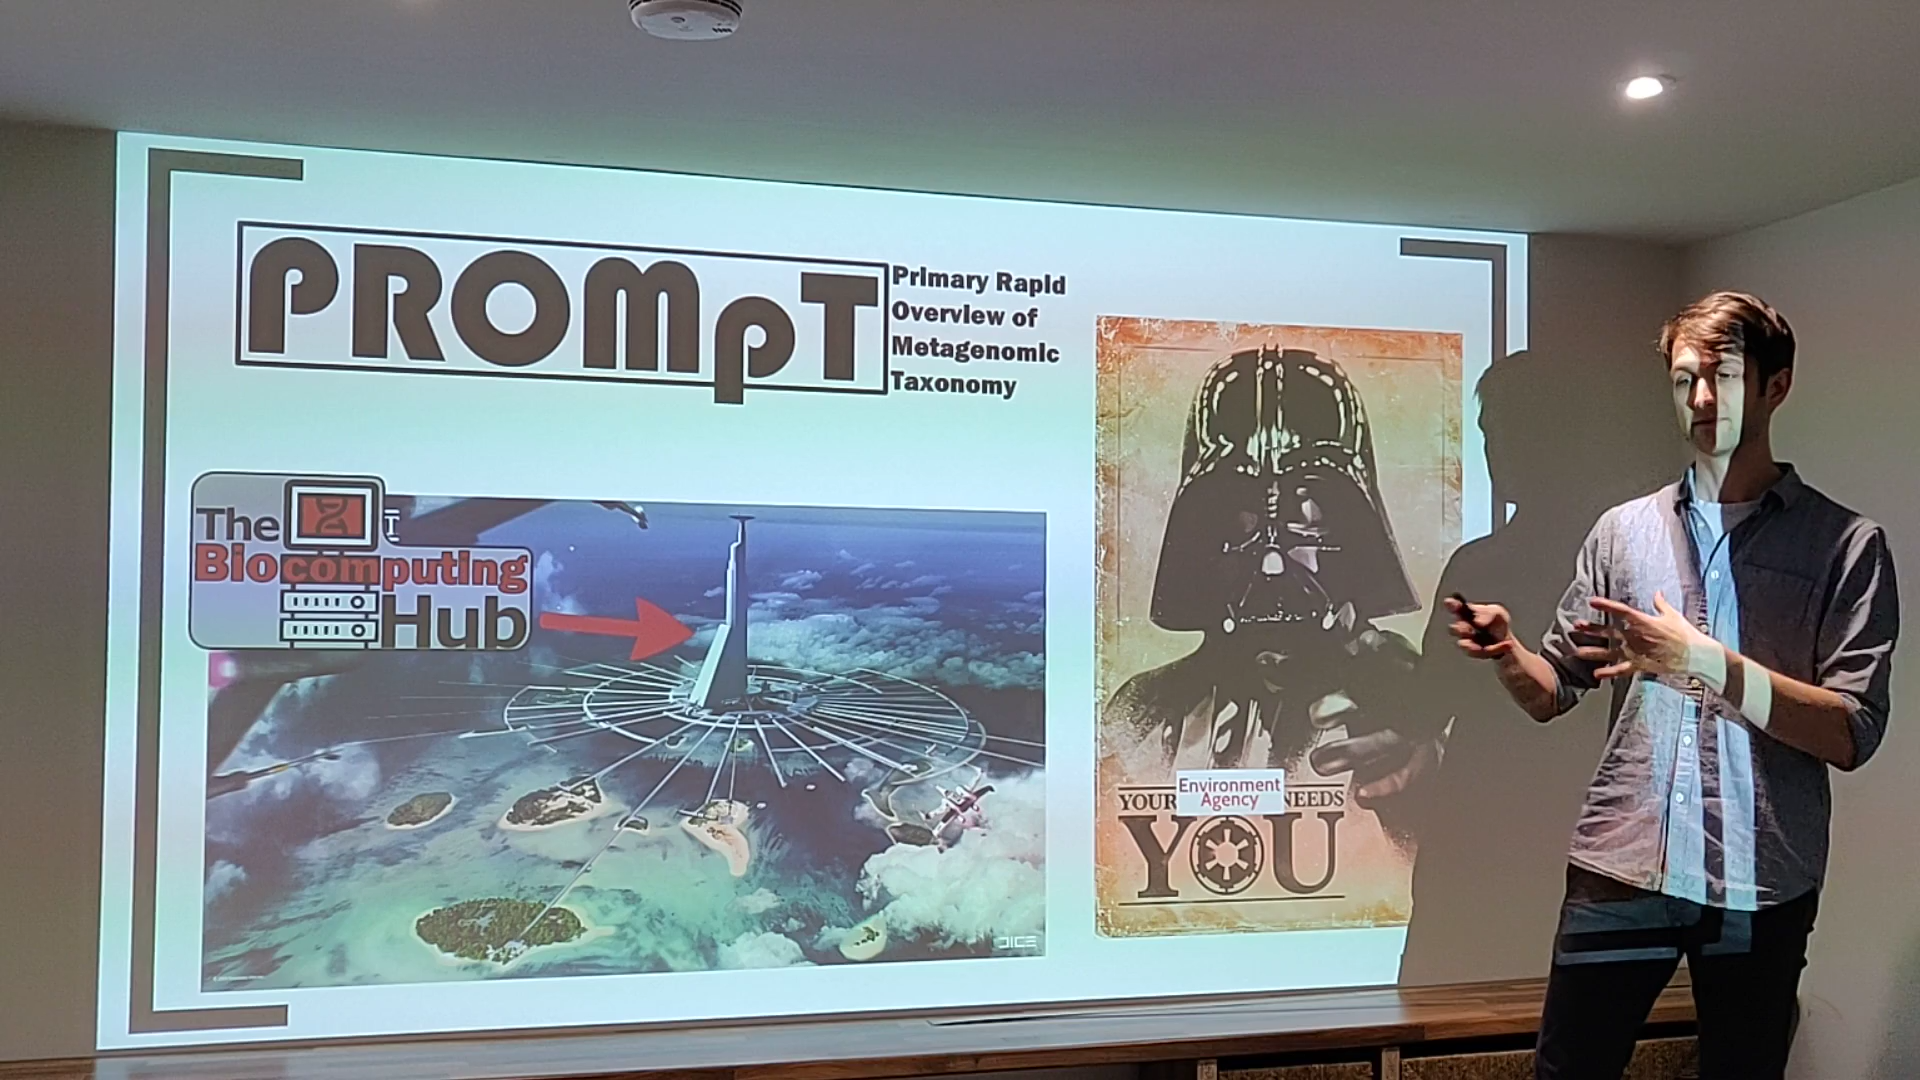 PROMpT
Primary Rapid
Overview of
Metagenomic
Taxonomy
The
Biocomputing
Hub
DICE
Environment
Agency
YOUR NEEDS
YOU